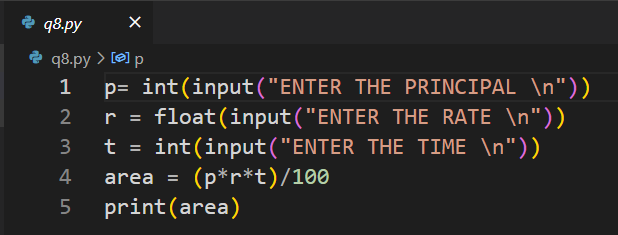 q8.py ×
q8.py > p
1 p= int(input("ENTER THE PRINCIPAL \n"))
2 r = float(input("ENTER THE RATE \n"))
3 t = int(input("ENTER THE TIME \n"))
4 area = (p*r*t)/100
5 print(area)